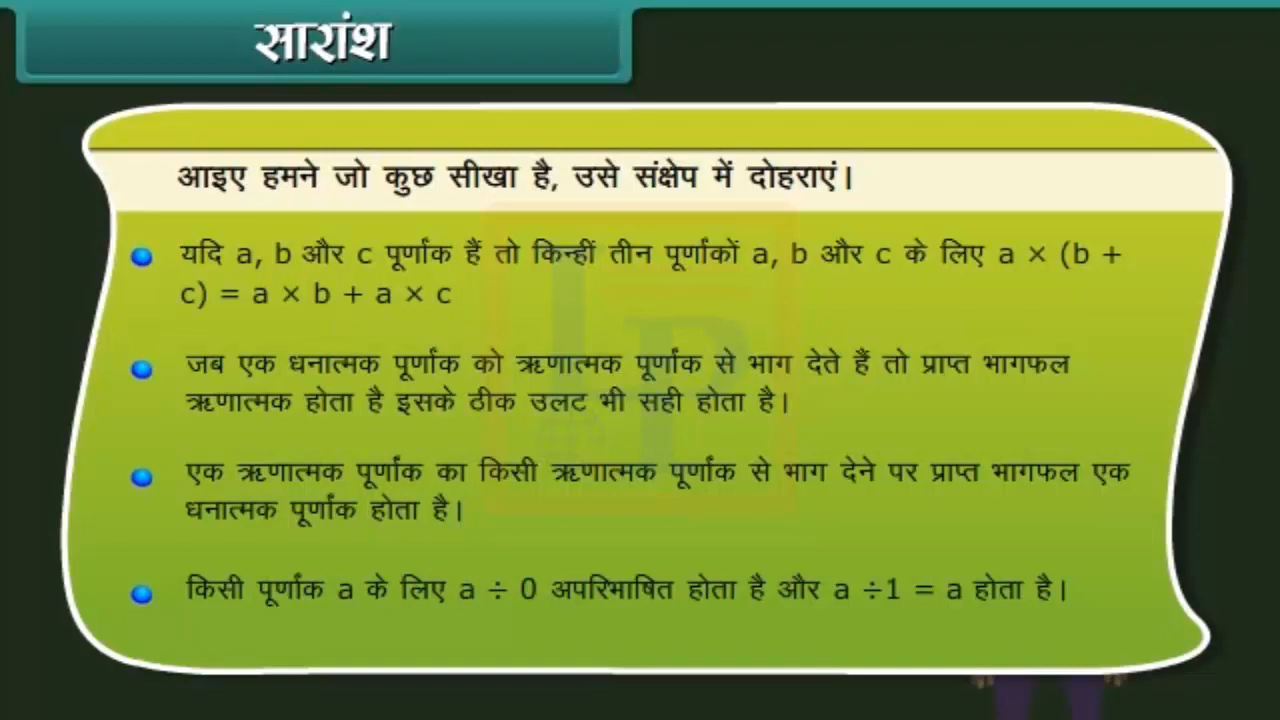 सारांश
आइए हमने जो कुछ सीखा है, उसे संक्षेप में दोहराएं।
यदि a, b और c पूर्णांक हैं तो किन्हीं तीन पूर्णांकों a, b और c के लिए a × (b +
c) = a × b + a × c
जब एक धनात्मक पूर्णांक को ऋणात्मक पूर्णांक से भाग देते हैं तो प्राप्त भागफल
ऋणात्मक होता है इसके ठीक उलट भी सही होता है।
एक ऋणात्मक पूर्णांक का किसी ऋणात्मक पूर्णांक से भाग देने पर प्राप्त भागफल एक
धनात्मक पूर्णांक होता है।
किसी पूर्णांक a के लिए a ÷ 0 अपरिभाषित होता है और a ÷1 = a होता है।